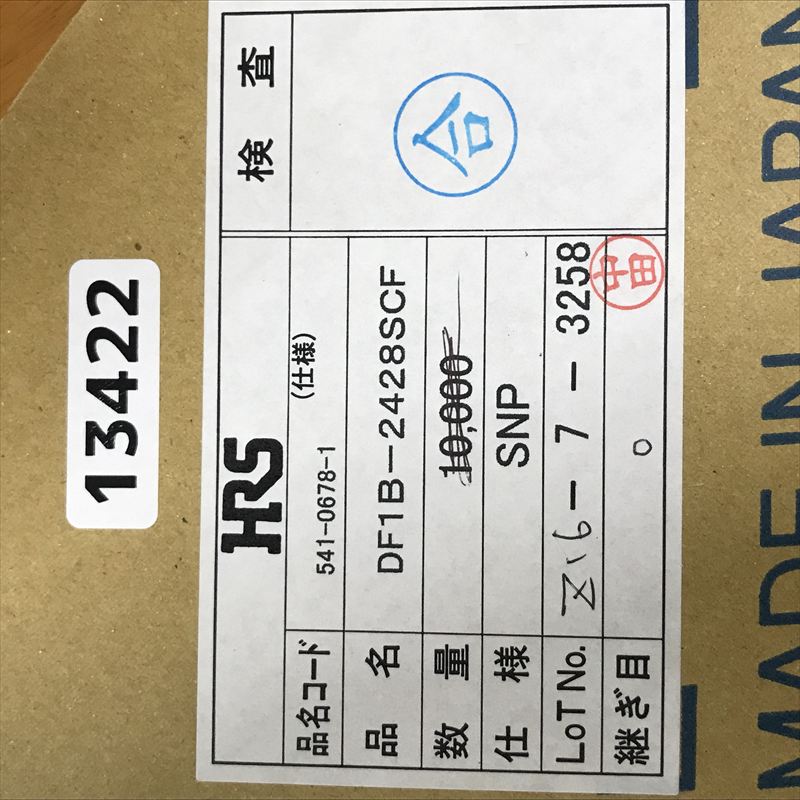 13422
HRS
検 査
品名コード 541-0678-1 (仕様)
合
品 名 DF1B-2428SCF
数 量 10,000
仕 様 SNP
LoT No. - 7 - 3258
継ぎ目 0
MADE IN JAPAN